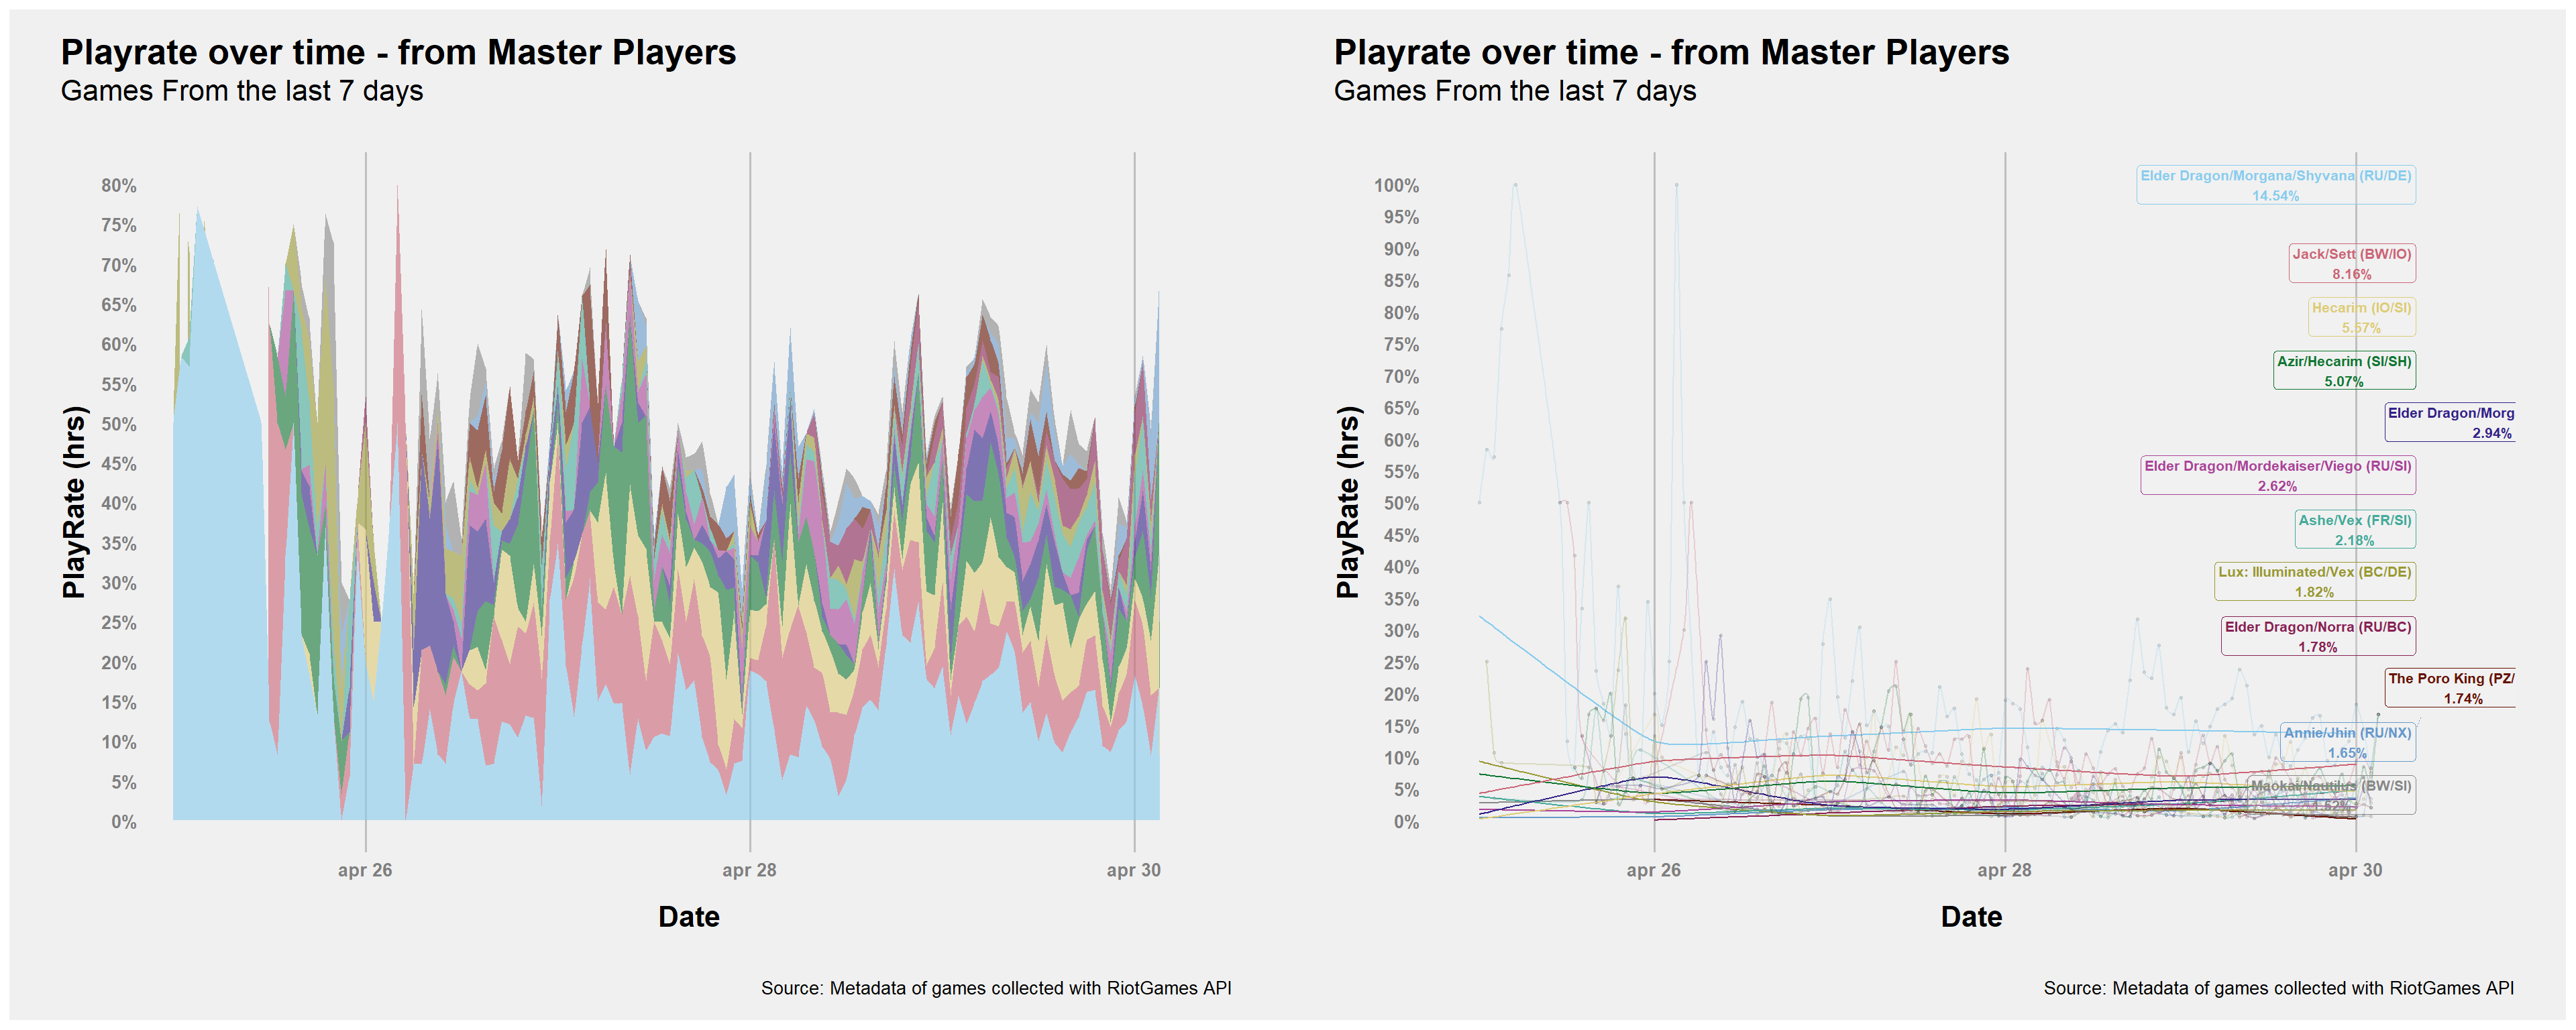 Playrate over time - from Master Players
Games From the last 7 days
PlayRate (hrs)
80%
75%
70%
65%
60%
55%
50%
45%
40%
35%
30%
25%
20%
15%
10%
5%
0%
apr 26
apr 28
apr 30
Date
Source: Metadata of games collected with RiotGames API
Playrate over time - from Master Players
Games From the last 7 days
PlayRate (hrs)
100%
95%
90%
85%
80%
75%
70%
65%
60%
55%
50%
45%
40%
35%
30%
25%
20%
15%
10%
5%
0%
Elder Dragon/Morgana/Shyvana (RU/DE)
14.54%
Jack/Sett (BW/IO)
8.16%
Hecarim (IO/SI)
5.57%
Azir/Hecarim (SI/SH)
5.07%
Elder Dragon/Morg
2.94%
Elder Dragon/Mordekaiser/Viego (RU/SI)
2.62%
Ashe/Vex (FR/SI)
2.18%
Lux: Illuminated/Vex (BC/DE)
1.82%
Elder Dragon/Norra (RU/BC)
1.78%
The Poro King (PZ/
1.74%
Annie/Jhin (RU/NX)
1.65%
Maokai/Nautilus (BW/SI)
1.52%
apr 26
apr 28
apr 30
Date
Source: Metadata of games collected with RiotGames API